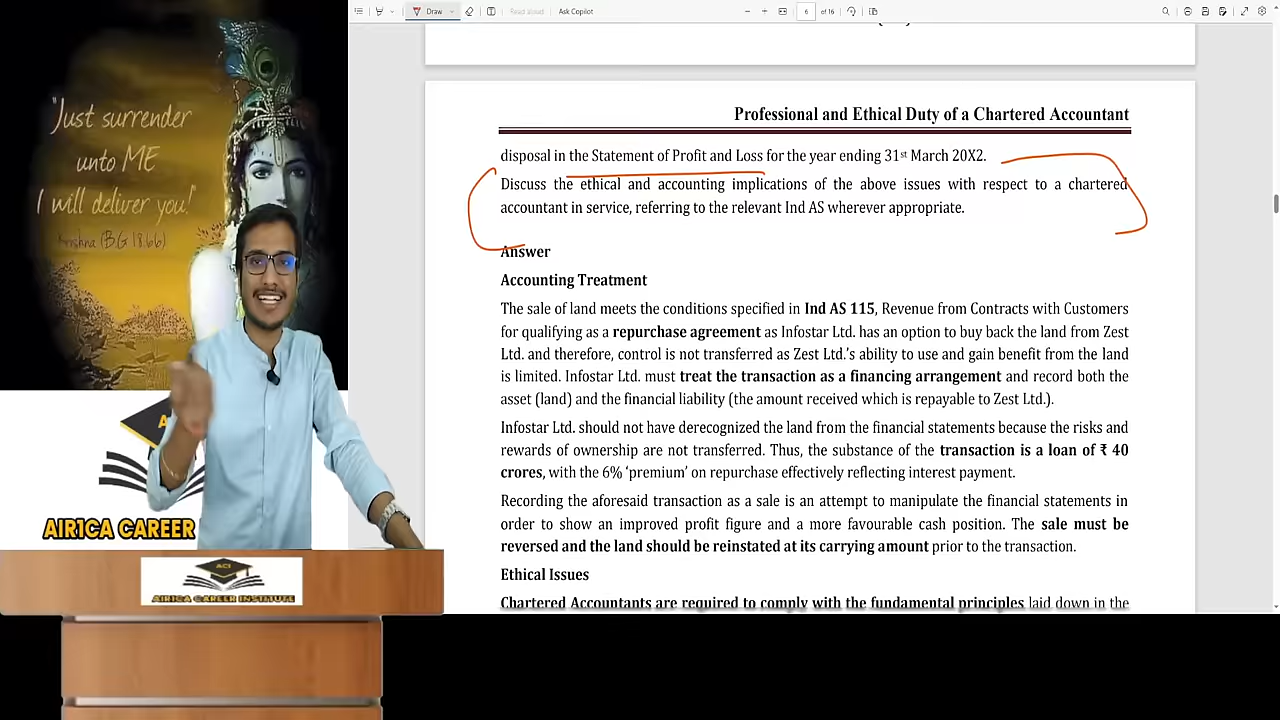 Draw
Read aloud
Ask Copilot
6
of 16
"Just surrender
unto ME
I will deliver you!"
Krishna (BG 18.66)
Professional and Ethical Duty of a Chartered Accountant
disposal in the Statement of Profit and Loss for the year ending 31st March 20X2.
Discuss the ethical and accounting implications of the above issues with respect to a chartered
accountant in service, referring to the relevant Ind AS wherever appropriate.
Answer
Accounting Treatment
The sale of land meets the conditions specified in Ind AS 115, Revenue from Contracts with Customers
for qualifying as a repurchase agreement as Infostar Ltd. has an option to buy back the land from Zest
Ltd. and therefore, control is not transferred as Zest Ltd.'s ability to use and gain benefit from the land
is limited. Infostar Ltd. must treat the transaction as a financing arrangement and record both the
asset (land) and the financial liability (the amount received which is repayable to Zest Ltd.).
Infostar Ltd. should not have derecognized the land from the financial statements because the risks and
rewards of ownership are not transferred. Thus, the substance of the transaction is a loan of ₹ 40
crores, with the 6% 'premium' on repurchase effectively reflecting interest payment.
Recording the aforesaid transaction as a sale is an attempt to manipulate the financial statements in
order to show an improved profit figure and a more favourable cash position. The sale must be
reversed and the land should be reinstated at its carrying amount prior to the transaction.
Ethical Issues
Chartered Accountants are required to comply with the fundamental principles laid down in the
AIR1CA CAREER
ACI
AIR1CA CAREER INSTITUTE